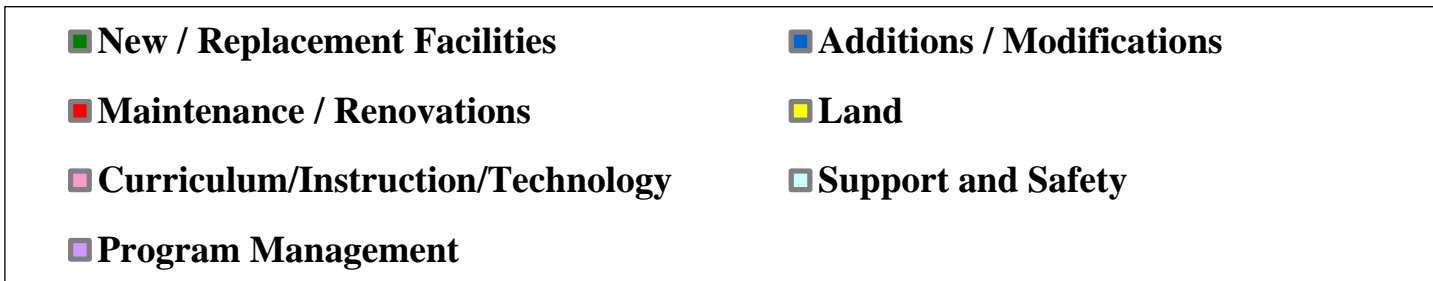 New / Replacement Facilities
Additions / Modifications
Maintenance / Renovations
Land
Curriculum/Instruction/Technology
Support and Safety
Program Management